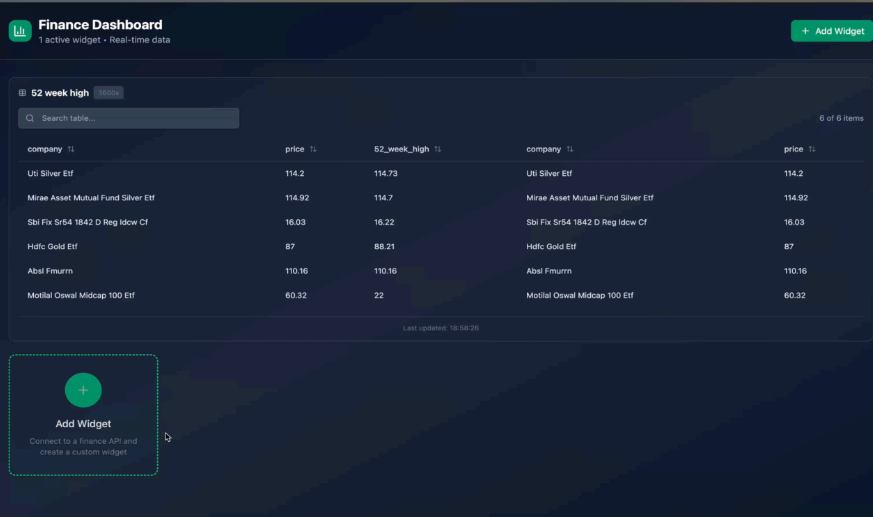 Finance Dashboard
1 active widget • Real-time data
+ Add Widget
52 week high 3600s
Search table...
6 of 6 items
company price 52_week_high company price
Uti Silver Etf 114.2 114.73 Uti Silver Etf 114.2
Mirae Asset Mutual Fund Silver Etf 114.92 114.7 Mirae Asset Mutual Fund Silver Etf 114.92
Sbi Fix Sr54 1842 D Reg Idcw Cf 16.03 16.22 Sbi Fix Sr54 1842 D Reg Idcw Cf 16.03
Hdfc Gold Etf 87 88.21 Hdfc Gold Etf 87
Absl Fmurrn 110.16 110.16 Absl Fmurrn 110.16
Motilal Oswal Midcap 100 Etf 60.32 22 Motilal Oswal Midcap 100 Etf 60.32
Last updated: 18:58:26
Add Widget
Connect to a finance API and
create a custom widget